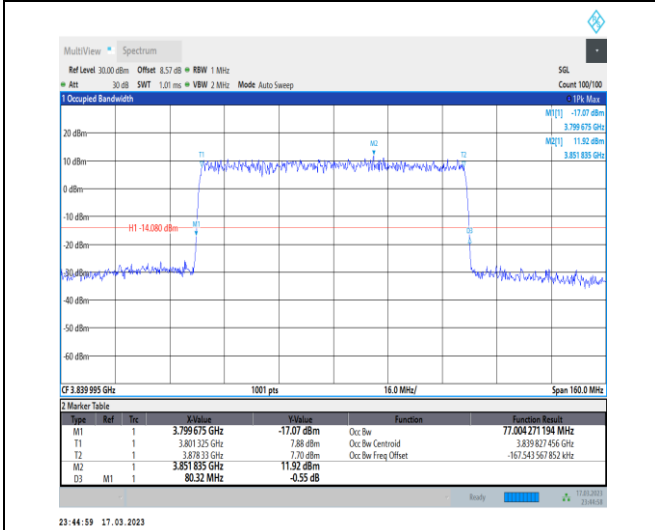 MultiView Spectrum
Ref Level 30.00 dBm Offset 8.57 dB RBW 1 MHz SGL
Att 30 dB SWT 1.01 ms VBW 2 MHz Mode Auto Sweep Count 100/100
1 Occupied Bandwidth 1Pk Max
M1[1] -17.07 dBm
3.799 675 GHz
M2[1] 11.92 dBm
3.851 835 GHz
20 dBm
M2
T1 T2
10 dBm
0 dBm
-10 dBm
H1 -14.080 dBm M1
D3
-20 dBm
-30 dBm
-40 dBm
-50 dBm
-60 dBm
CF 3.839 995 GHz 1001 pts 16.0 MHz/ Span 160.0 MHz
2 Marker Table
Type Ref Trc X-Value Y-Value Function Function Result
M1 1 3.799 675 GHz -17.07 dBm Occ Bw 77.004 271 194 MHz
T1 1 3.801 325 GHz 7.88 dBm Occ Bw Centroid 3.839 827 456 GHz
T2 1 3.878 33 GHz 7.70 dBm Occ Bw Freq Offset -167.543 567 852 kHz
M2 1 3.851 835 GHz 11.92 dBm
D3 M1 1 80.32 MHz -0.55 dB
Ready 17.03.2023
23:44:58
23:44:59 17.03.2023